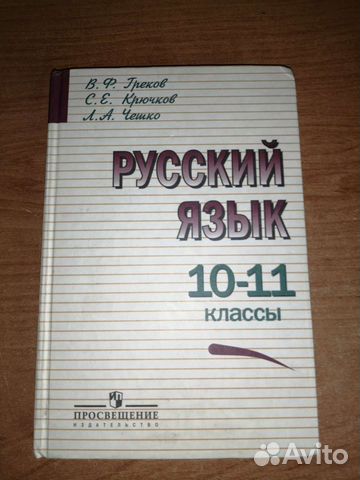 В. Ф. Греков
С. Е. Крючков
Л. А. Чешко
РУССКИЙ
ЯЗЫК
10-11
КЛАССЫ
ПРОСВЕЩЕНИЕ
ИЗДАТЕЛЬСТВО
Avito